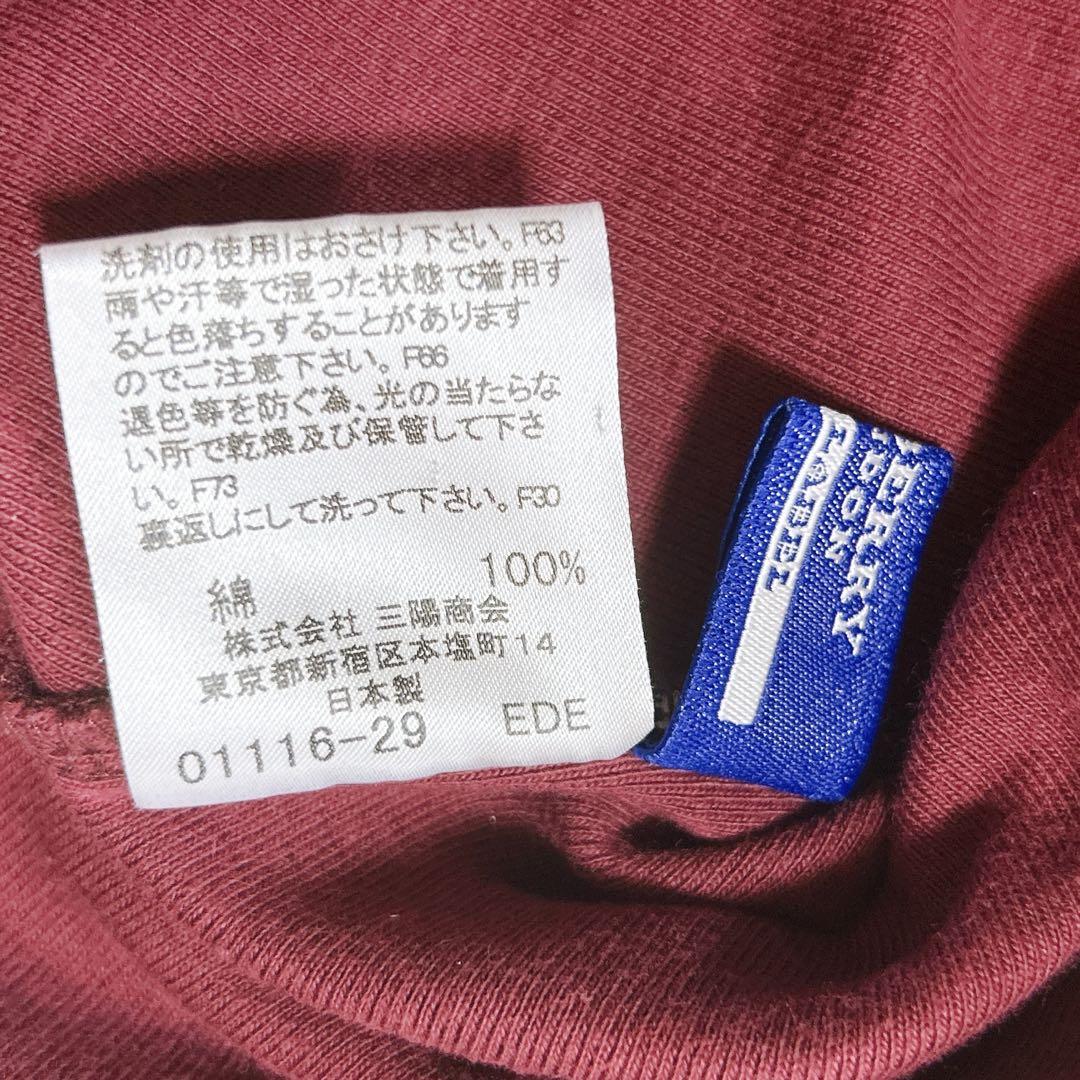 洗剤の使用はおさけ下さい。F63
雨や汗等で湿った状態で着用す
ると色落ちすることがあります
のでご注意下さい。F66
退色等を防ぐ為、光の当たらな
い所で乾燥及び保管して下さ
い。F73
裏返しにして洗って下さい。F30
綿 100%
株式会社 三陽商会
東京都新宿区本塩町14
日本製
01116-29 EDE